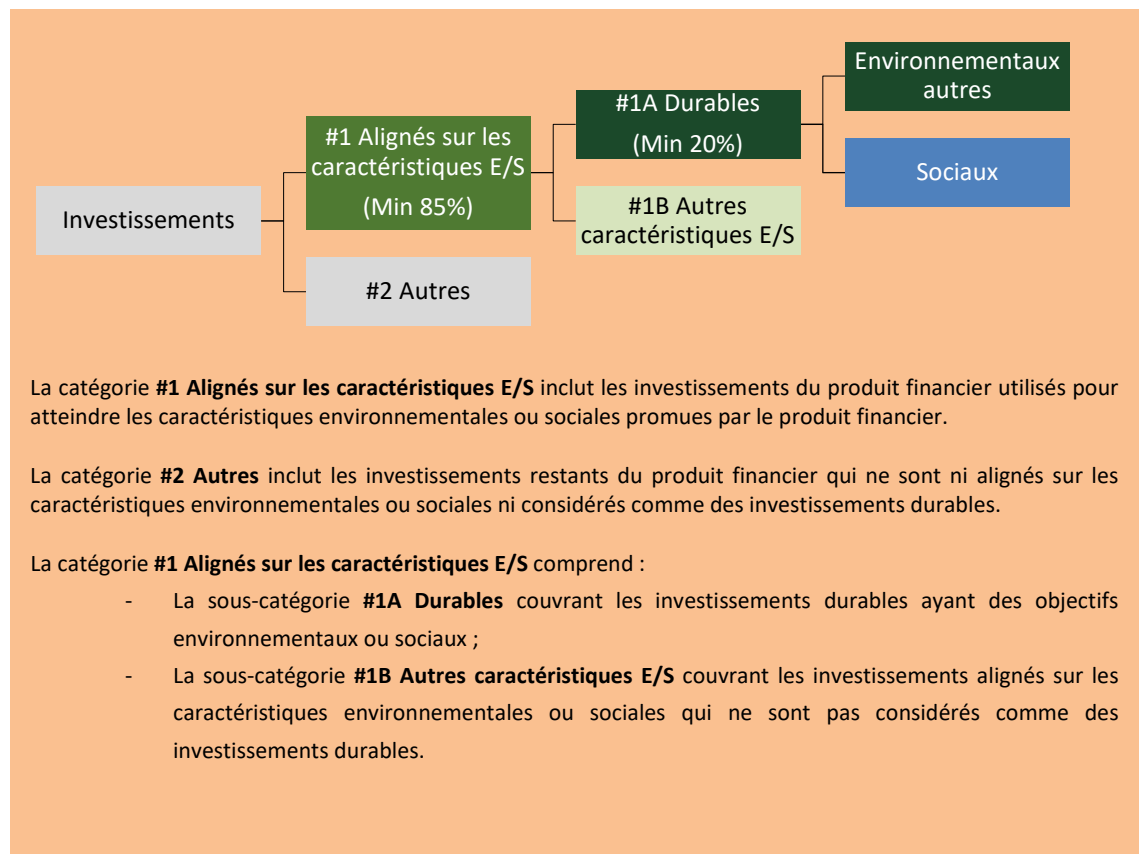 Environnementaux
autres
#1A Durables
(Min 20%)
#1 Alignés sur les
caractéristiques E/S
(Min 85%)
Sociaux
Investissements
#1B Autres
caractéristiques E/S
#2 Autres
La catégorie #1 Alignés sur les caractéristiques E/S inclut les investissements du produit financier utilisés pour
atteindre les caractéristiques environnementales ou sociales promues par le produit financier.
La catégorie #2 Autres inclut les investissements restants du produit financier qui ne sont ni alignés sur les
caractéristiques environnementales ou sociales ni considérés comme des investissements durables.
La catégorie #1 Alignés sur les caractéristiques E/S comprend :
- La sous-catégorie #1A Durables couvrant les investissements durables ayant des objectifs
environnementaux ou sociaux ;
- La sous-catégorie #1B Autres caractéristiques E/S couvrant les investissements alignés sur les
caractéristiques environnementales ou sociales qui ne sont pas considérés comme des
investissements durables.